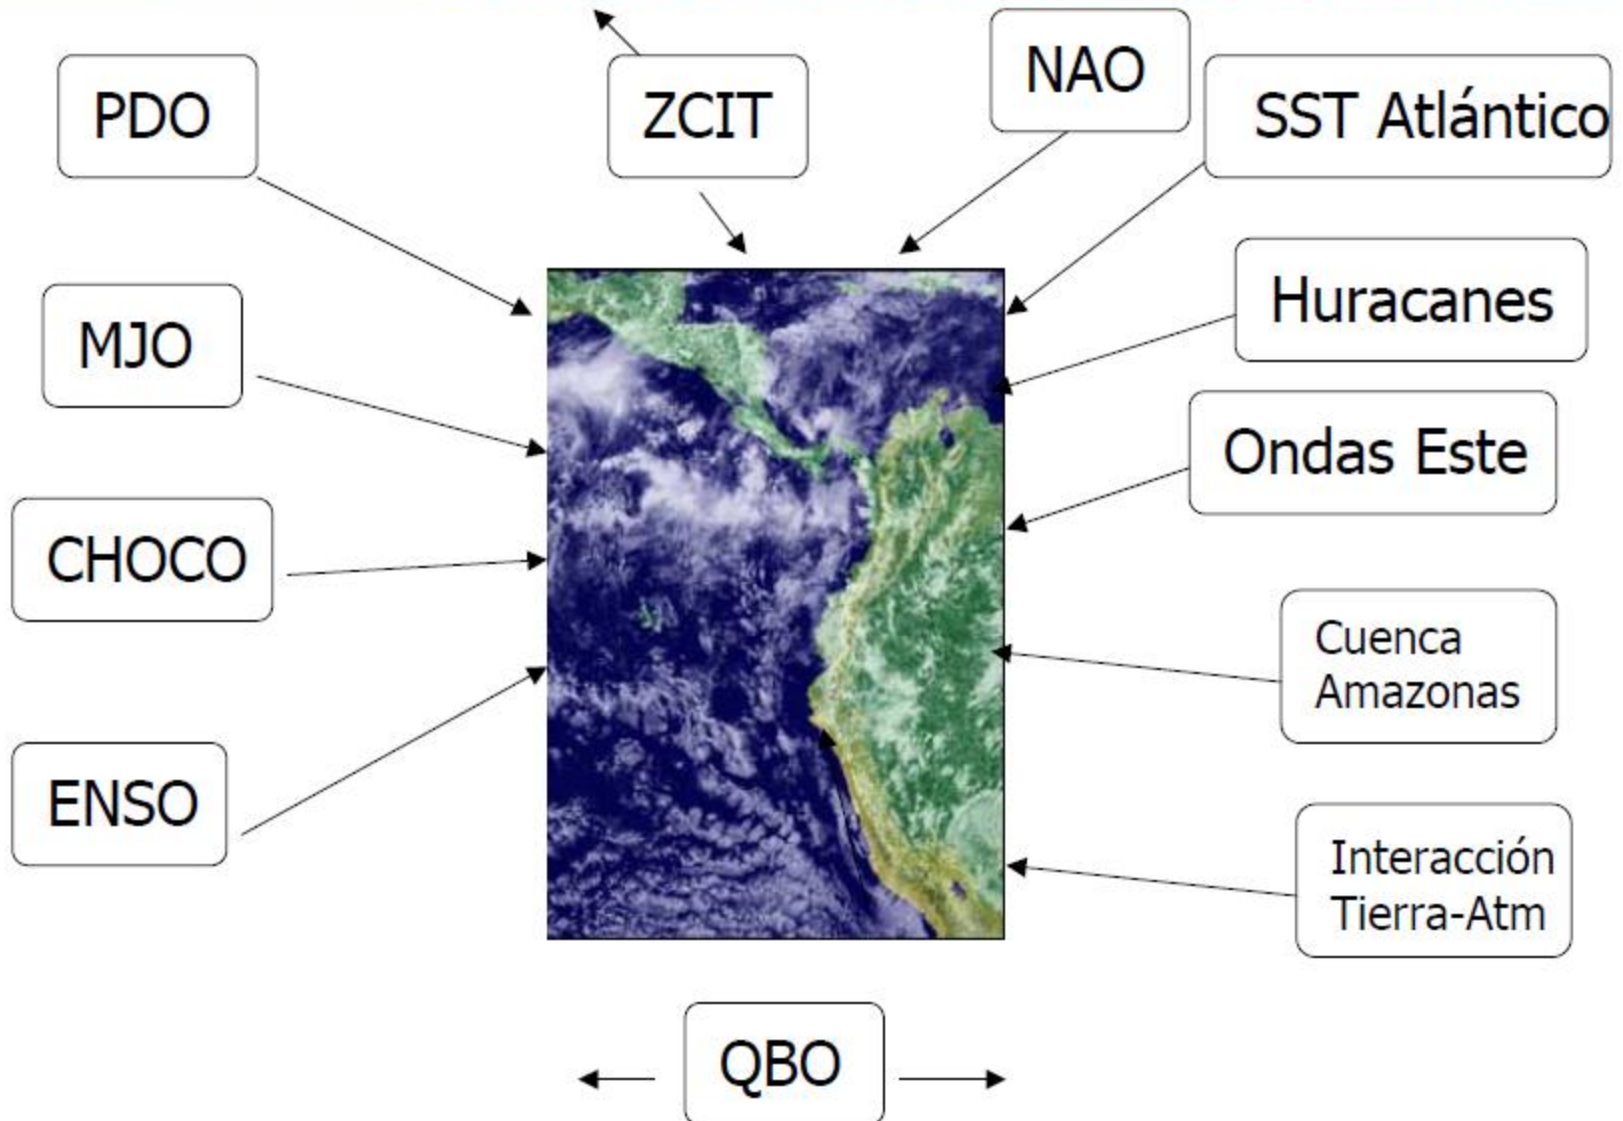 PDO
ZCIT
NAO
SST Atlántico
MJO
Huracanes
CHOCO
Ondas Este
ENSO
Cuenca
Amazonas
Interacción
Tierra-Atm
QBO